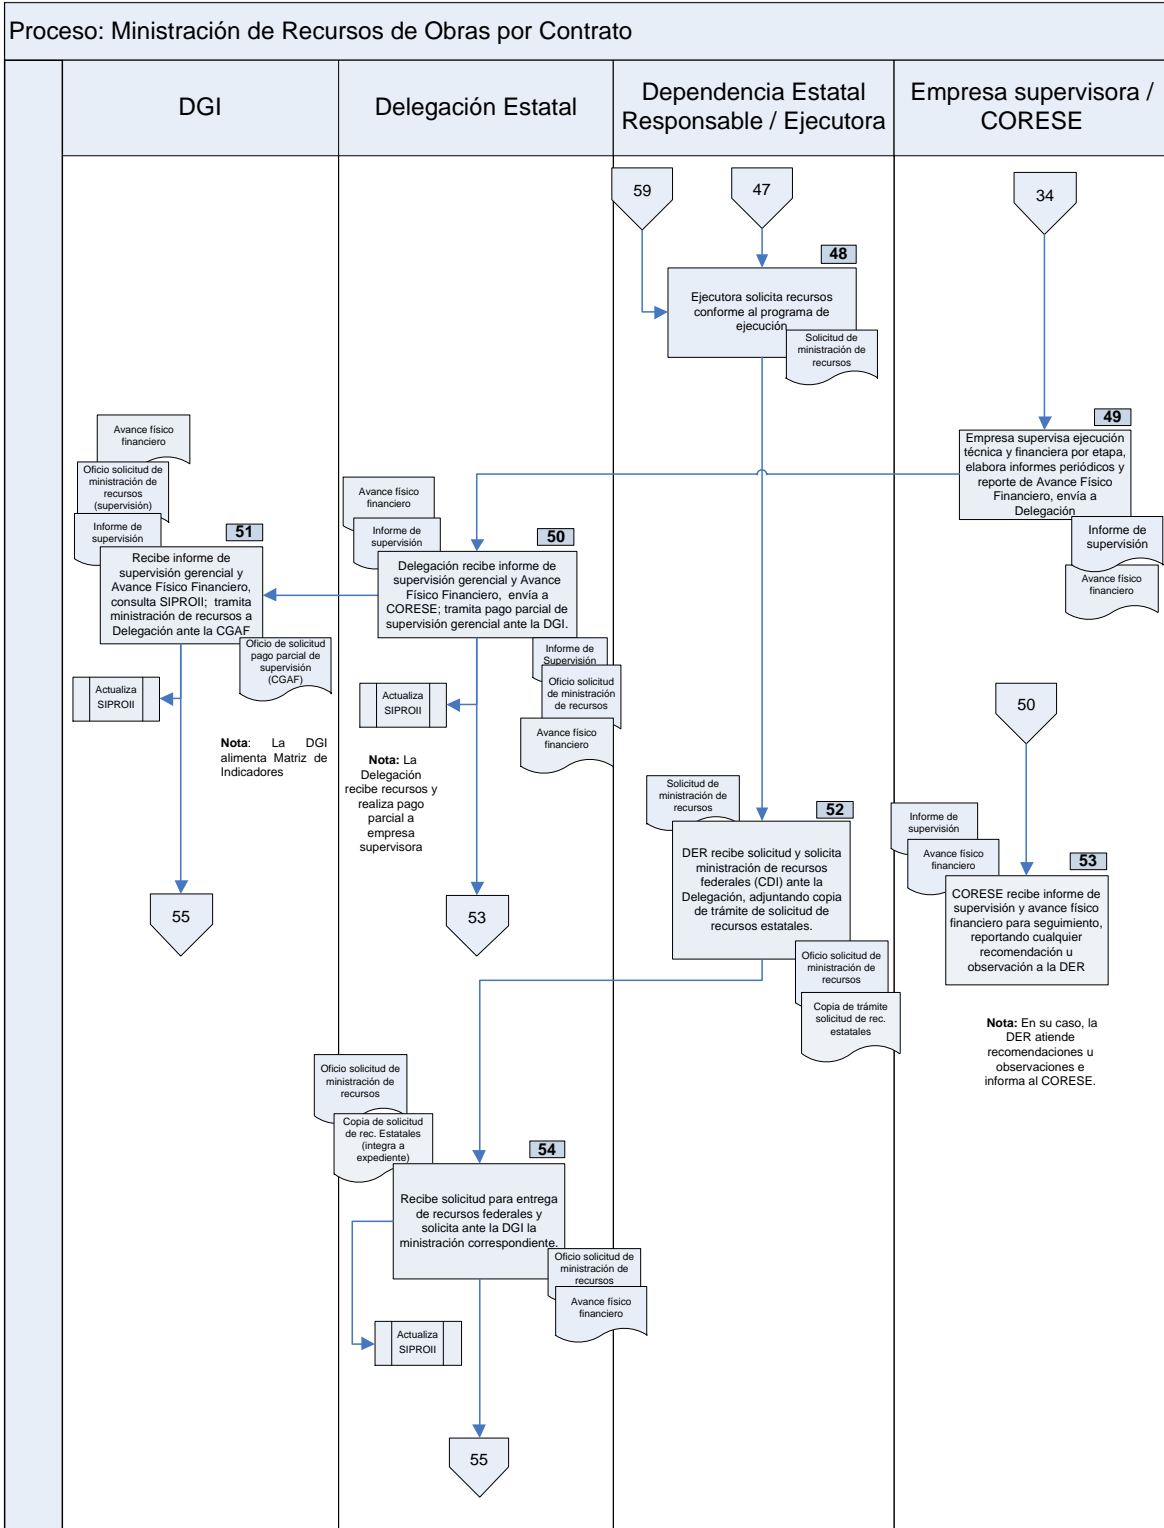 Proceso: Ministración de Recursos de Obras por Contrato
DGI
Delegación Estatal
Dependencia Estatal
Responsable / Ejecutora
Empresa supervisora /
CORESE
59
47
34
48
Ejecutora solicita recursos
conforme al programa de
ejecución
Solicitud de
ministración de
recursos
49
Empresa supervisa ejecución
técnica y financiera por etapa,
elabora informes periódicos y
reporte de Avance Físico
Financiero, envía a
Delegación
Informe de
supervisión
Avance físico
financiero
Avance físico
financiero
Informe de
supervisión
50
Delegación recibe informe de
supervisión gerencial y Avance
Físico Financiero, envía a
CORESE; tramita pago parcial de
supervisión gerencial ante la DGI.
Informe de
Supervisión
Oficio solicitud
de ministración
de recursos
Avance físico
financiero
Actualiza
SIPROII
Nota: La
Delegación
recibe recursos y
realiza pago
parcial a
empresa
supervisora
53
Avance físico
financiero
Oficio solicitud de
ministración de
recursos
(supervisión)
Informe de
supervisión
51
Recibe informe de
supervisión gerencial y
Avance Físico Financiero,
consulta SIPROII; tramita
ministración de recursos a
Delegación ante la CGAF
Oficio de solicitud
pago parcial de
supervisión
(CGAF)
Actualiza
SIPROII
Nota: La DGI
alimenta Matriz de
Indicadores
55
Solicitud de
ministración de
recursos
52
DER recibe solicitud y solicita
ministración de recursos
federales (CDI) ante la
Delegación, adjuntando copia
de trámite de solicitud de
recursos estatales.
Oficio solicitud de
ministración de
recursos
Copia de trámite
solicitud de rec.
estatales
50
Informe de
supervisión
Avance físico
financiero
53
CORESE recibe informe de
supervisión y avance físico
financiero para seguimiento,
reportando cualquier
recomendación u
observación a la DER
Nota: En su caso, la
DER atiende
recomendaciones u
observaciones e
informa al CORESE.
Oficio solicitud de
ministración de
recursos
Copia de solicitud
de rec. Estatales
(integra a
expediente)
54
Recibe solicitud para entrega
de recursos federales y
solicita ante la DGI la
ministración correspondiente.
Oficio solicitud de
ministración de
recursos
Avance físico
financiero
Actualiza
SIPROII
55